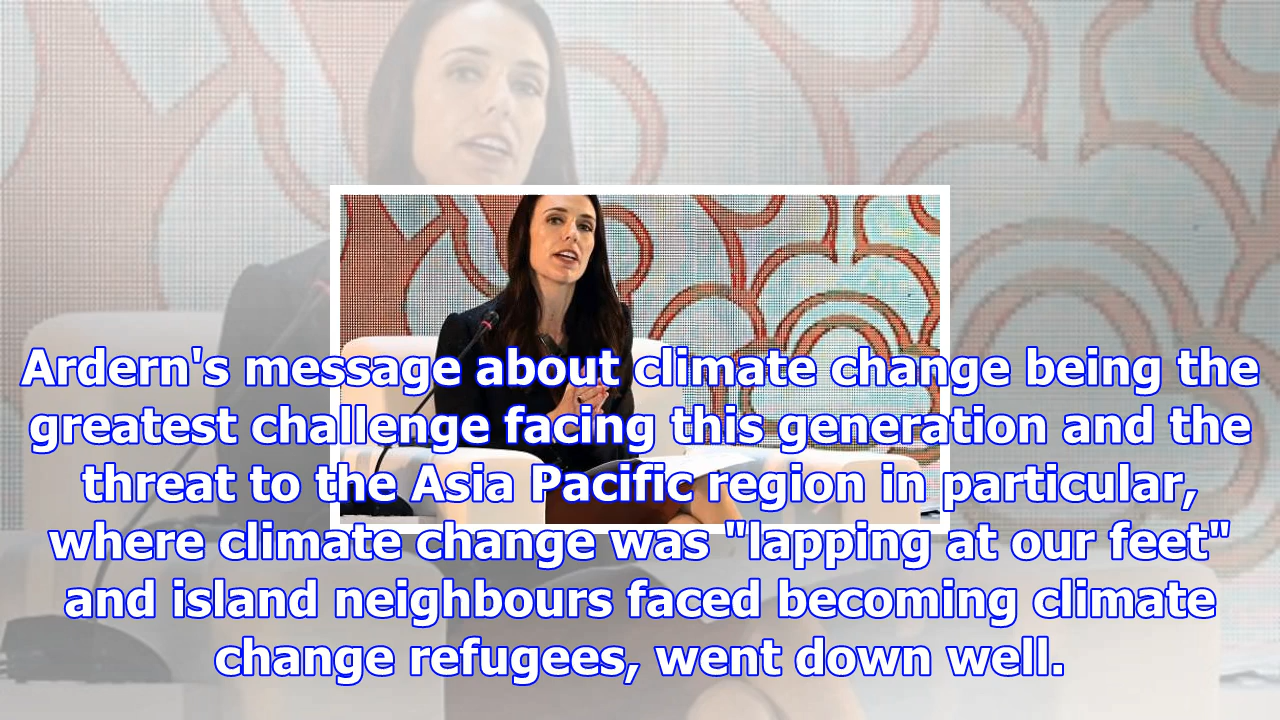 Ardern's message about climate change being the
greatest challenge facing this generation and the
threat to the Asia Pacific region in particular,
where climate change was "lapping at our feet"
and island neighbours faced becoming climate
change refugees, went down well.